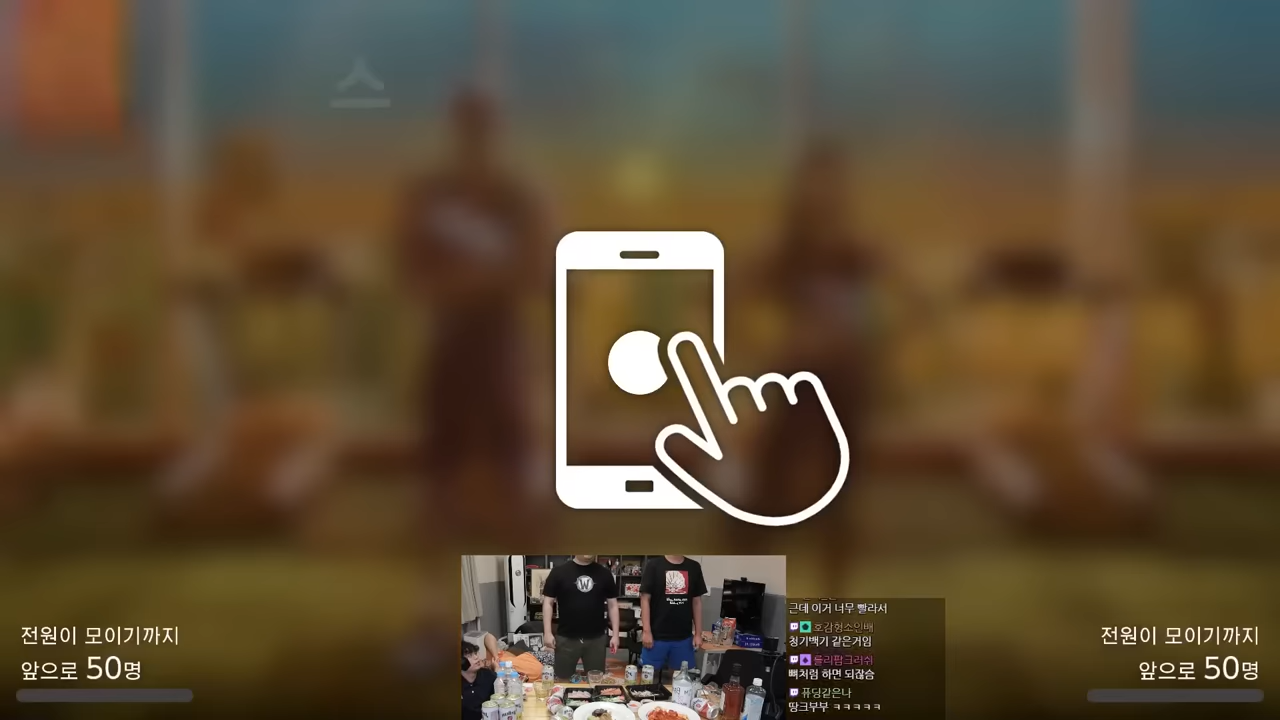 스
전원이 모이기까지
앞으로 50명
전원이 모이기까지
앞으로 50명
W
근데 이거 너무 빨라서
호감형소인배
청기백기 같은거임
롤리팝크러쉬
뼈처럼 하면 되잖슴
퓨딩같은나
땅크부부 ㅋㅋㅋㅋㅋ